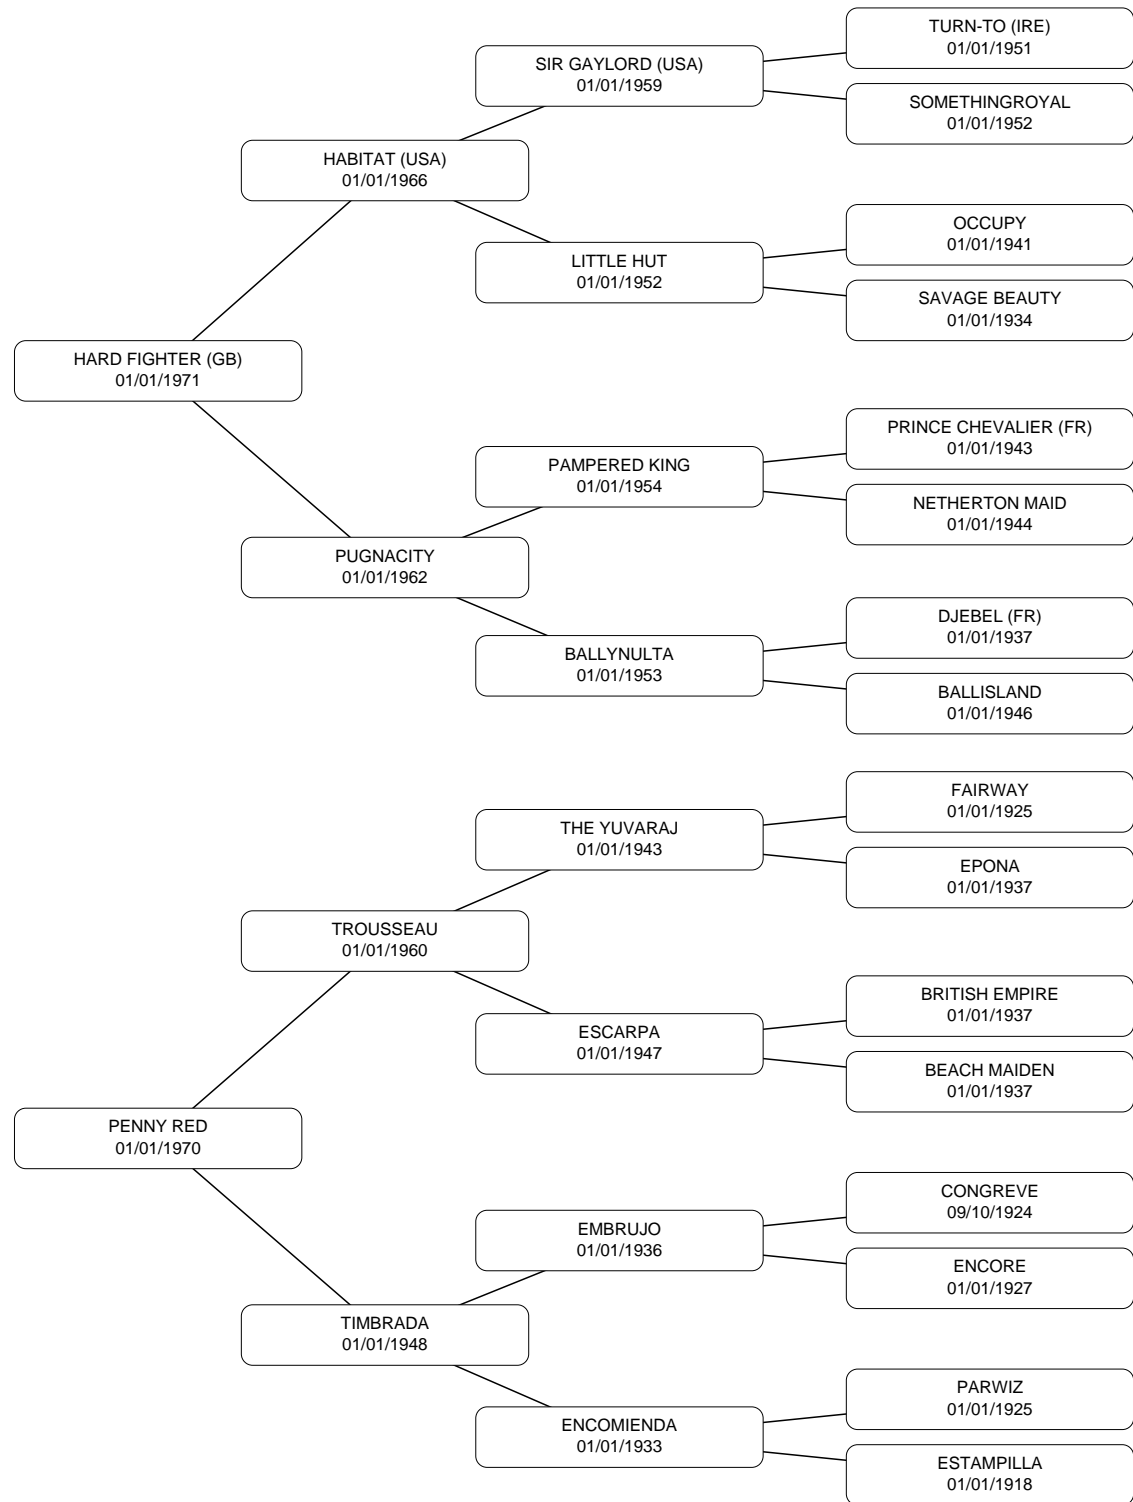 TURN-TO (IRE)
01/01/1951
SIR GAYLORD (USA)
01/01/1959
SOMETHINGROYAL
01/01/1952
HABITAT (USA)
01/01/1966
OCCUPY
01/01/1941
LITTLE HUT
01/01/1952
SAVAGE BEAUTY
01/01/1934
HARD FIGHTER (GB)
01/01/1971
PRINCE CHEVALIER (FR)
01/01/1943
PAMPERED KING
01/01/1954
NETHERTON MAID
01/01/1944
PUGNACITY
01/01/1962
DJEBEL (FR)
01/01/1937
BALLYNULTA
01/01/1953
BALLISLAND
01/01/1946
FAIRWAY
01/01/1925
THE YUVARAJ
01/01/1943
EPONA
01/01/1937
TROUSSEAU
01/01/1960
BRITISH EMPIRE
01/01/1937
ESCARPA
01/01/1947
BEACH MAIDEN
01/01/1937
PENNY RED
01/01/1970
CONGREVE
09/10/1924
EMBRUJO
01/01/1936
ENCORE
01/01/1927
TIMBRADA
01/01/1948
PARWIZ
01/01/1925
ENCOMIENDA
01/01/1933
ESTAMPILLA
01/01/1918